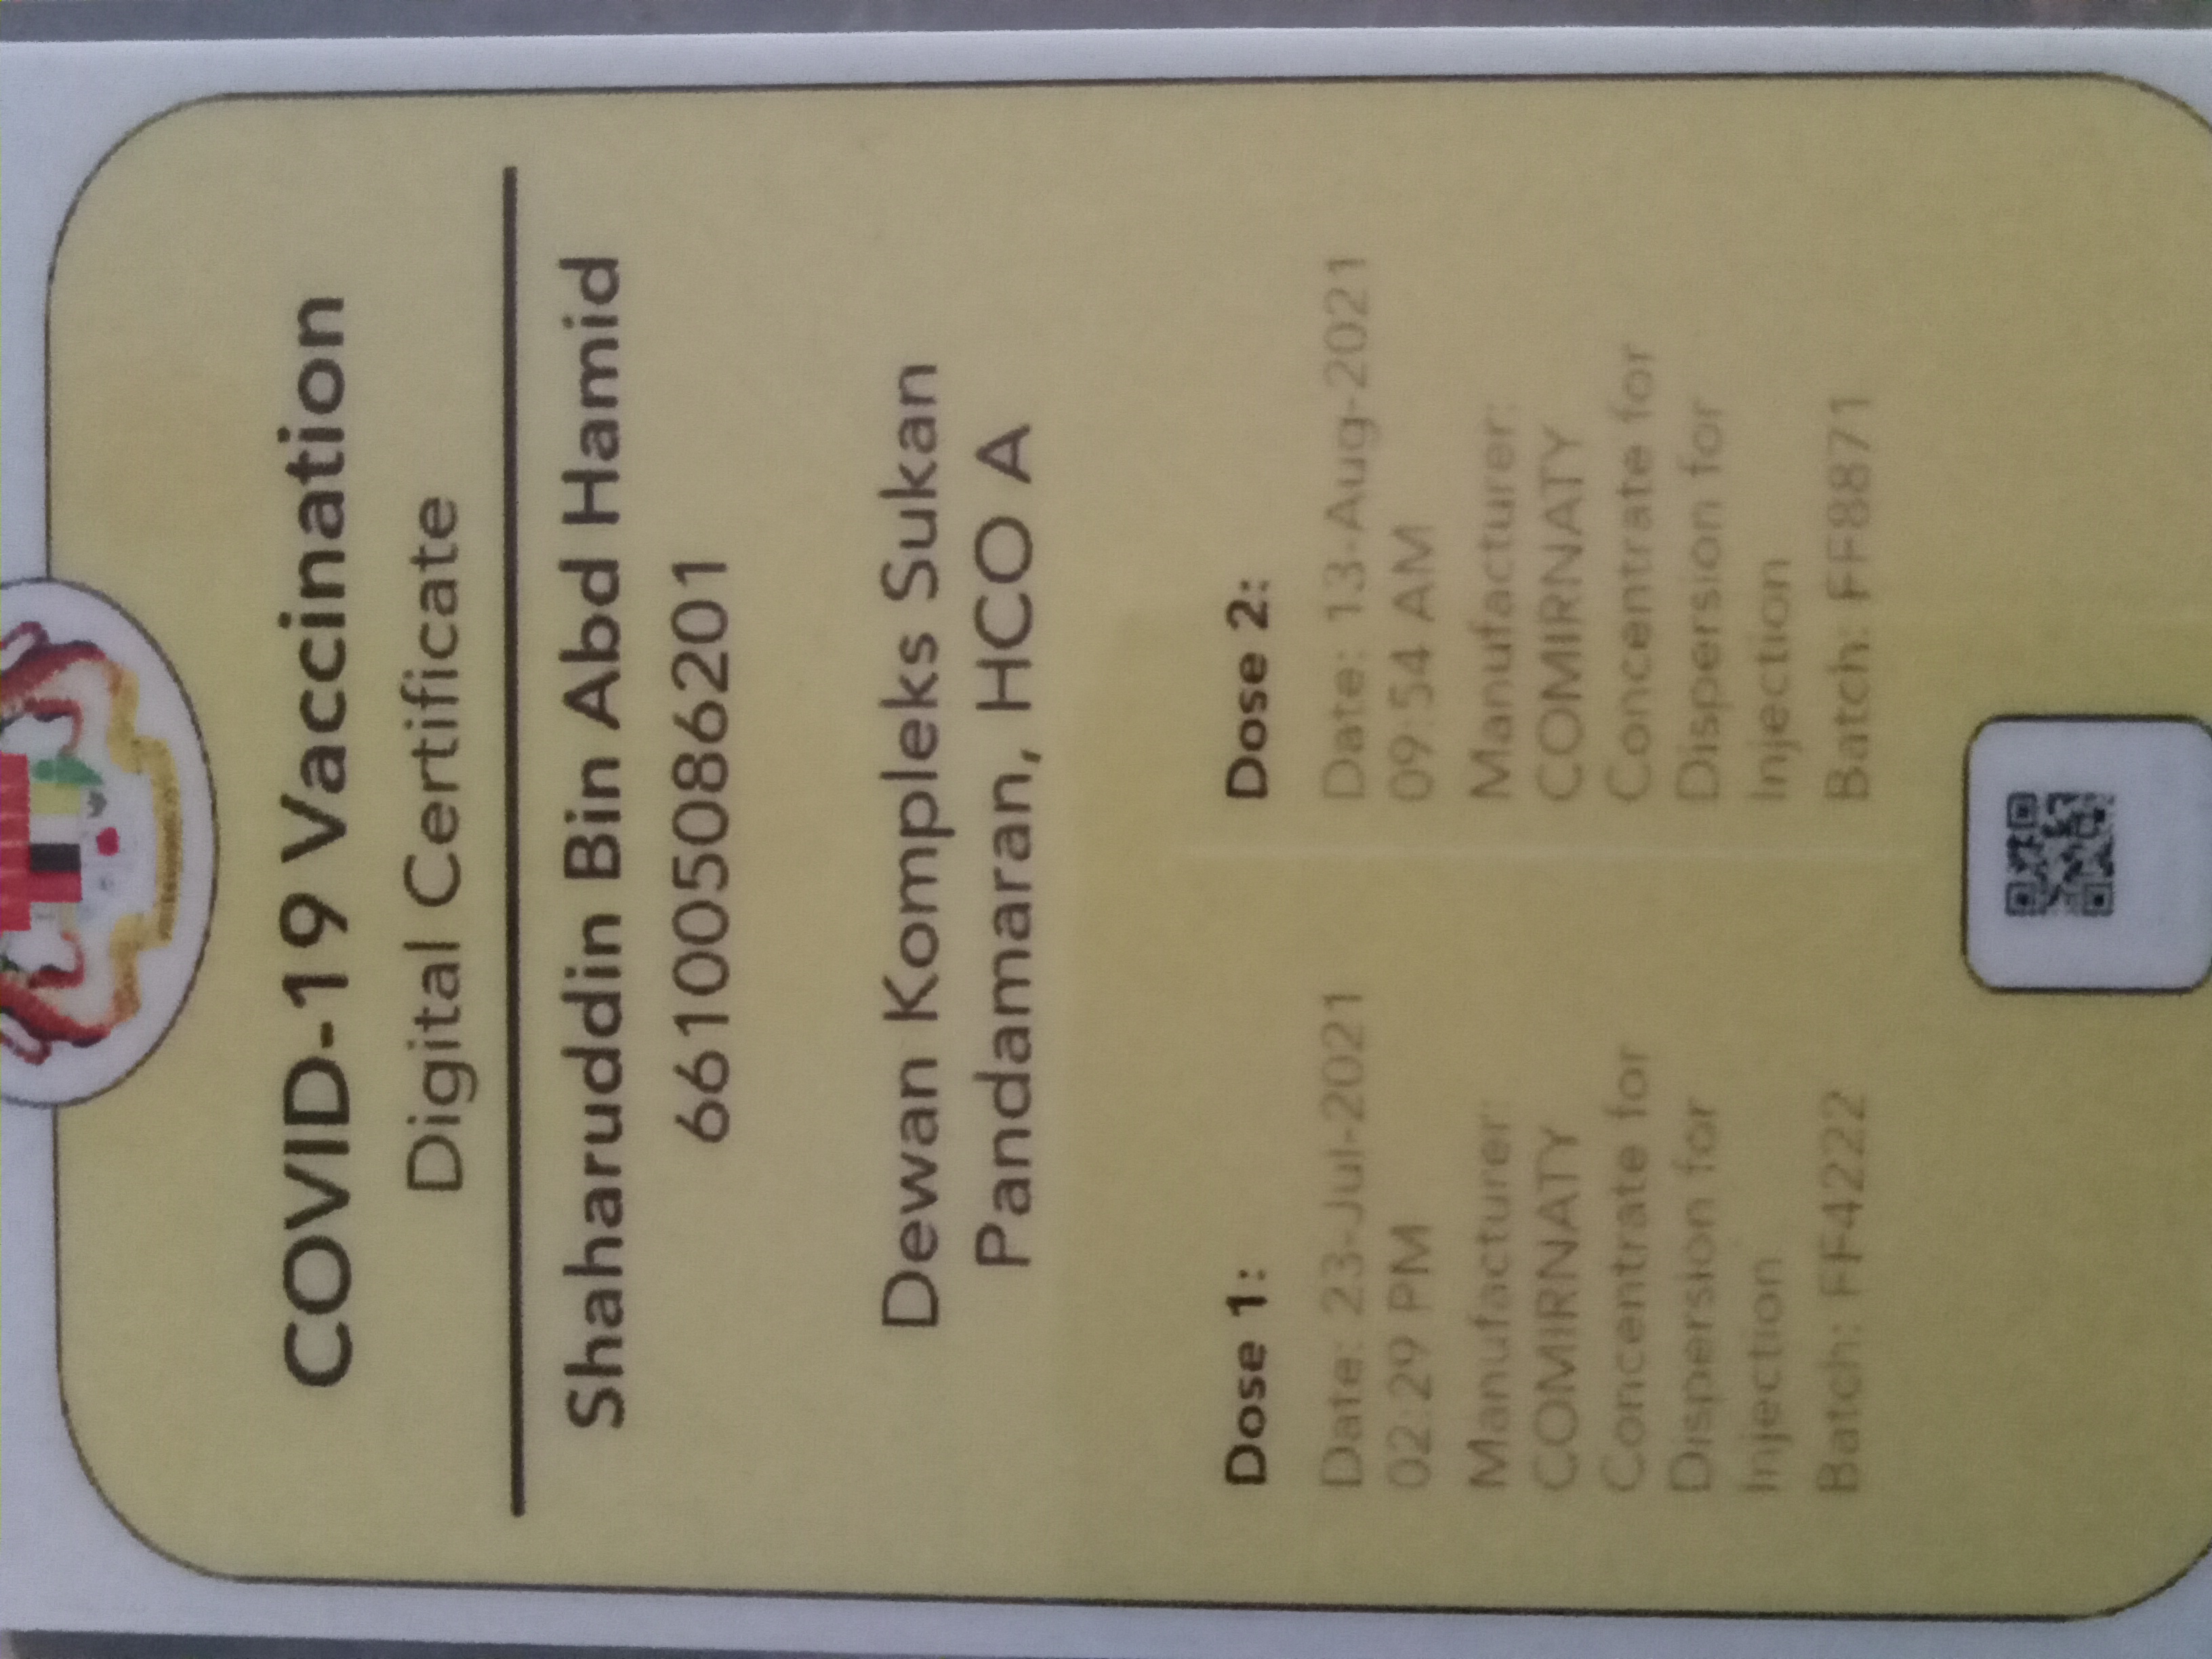 COVID-19 Vaccination
Digital Certificate
Shaharuddin Bin Abd Hamid
661005086201
Dewan Kompleks Sukan
Pandamaran, HCO A
Dose 1:
Date: 23-Jul-2021
02:29 PM
Manufacturer:
COMIRNATY
Concentrate for
Dispersion for
Injection
Batch: FF4222
Dose 2:
Date: 13-Aug-2021
09:54 AM
Manufacturer:
COMIRNATY
Concentrate for
Dispersion for
Injection
Batch: FF8871